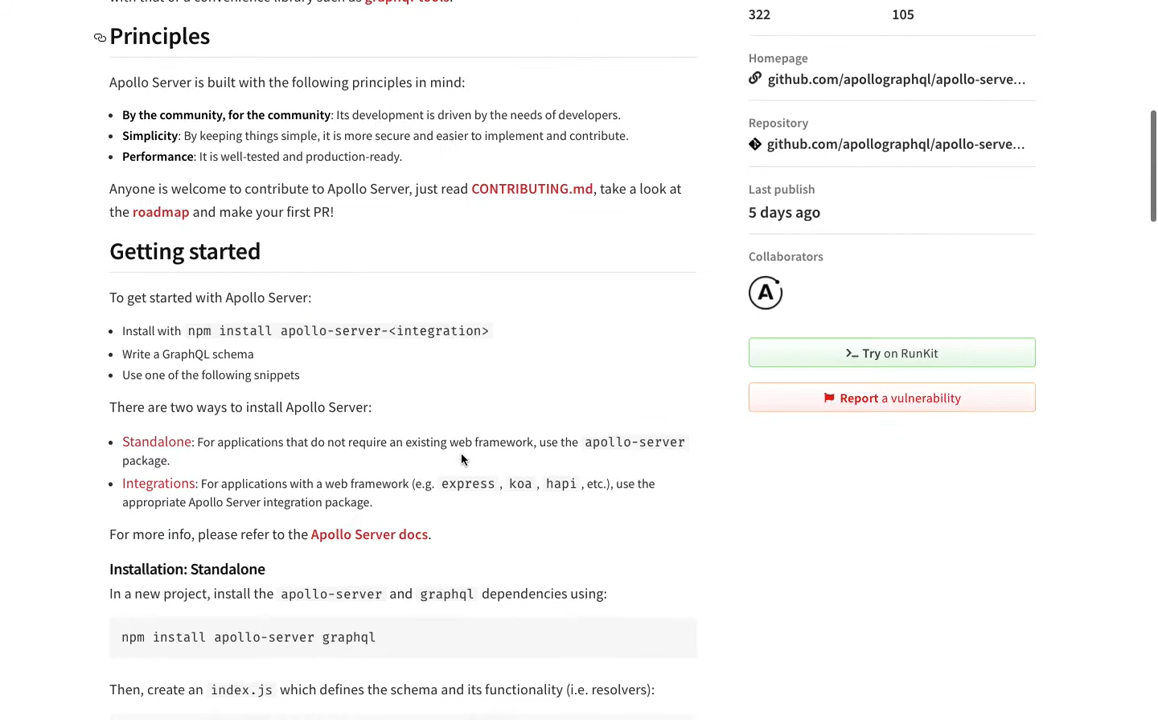 322 105
Principles
Apollo Server is built with the following principles in mind:
By the community, for the community: Its development is driven by the needs of developers.
Simplicity: By keeping things simple, it is more secure and easier to implement and contribute.
Performance: It is well-tested and production-ready.
Anyone is welcome to contribute to Apollo Server, just read CONTRIBUTING.md, take a look at
the roadmap and make your first PR!
Getting started
To get started with Apollo Server:
Install with npm install apollo-server-<integration>
Write a GraphQL schema
Use one of the following snippets
There are two ways to install Apollo Server:
Standalone: For applications that do not require an existing web framework, use the apollo-server
package.
Integrations: For applications with a web framework (e.g. express, koa, hapi, etc.), use the
appropriate Apollo Server integration package.
For more info, please refer to the Apollo Server docs.
Installation: Standalone
In a new project, install the apollo-server and graphql dependencies using:
npm install apollo-server graphql
Then, create an index.js which defines the schema and its functionality (i.e. resolvers):
Homepage
github.com/apollographql/apollo-serve...
Repository
github.com/apollographql/apollo-serve...
Last publish
5 days ago
Collaborators
A
>_ Try on RunKit
Report a vulnerability